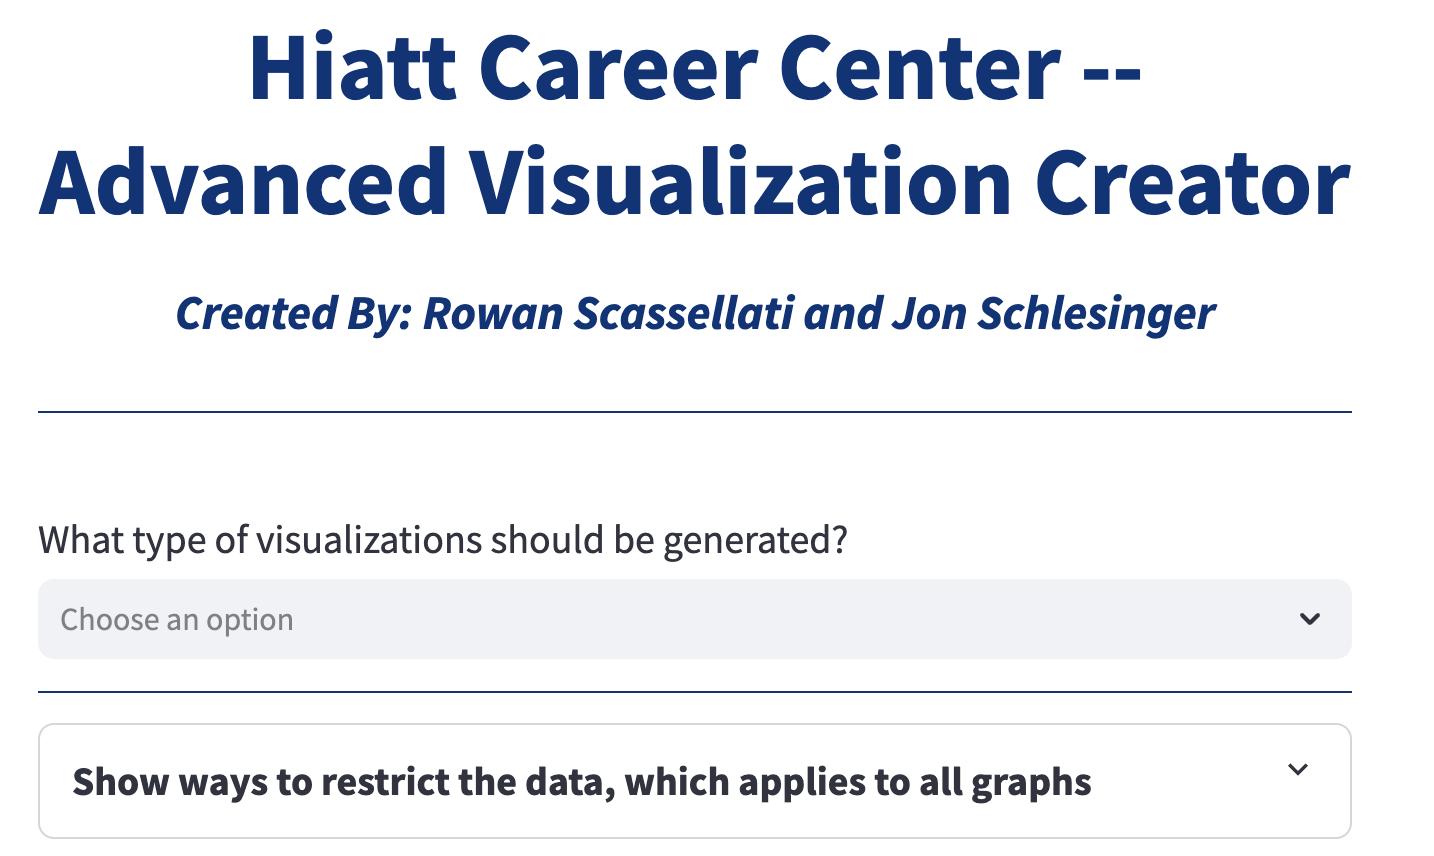 Hiatt Career Center --
Advanced Visualization Creator
Created By: Rowan Scassellati and Jon Schlesinger
What type of visualizations should be generated?
Choose an option
Show ways to restrict the data, which applies to all graphs